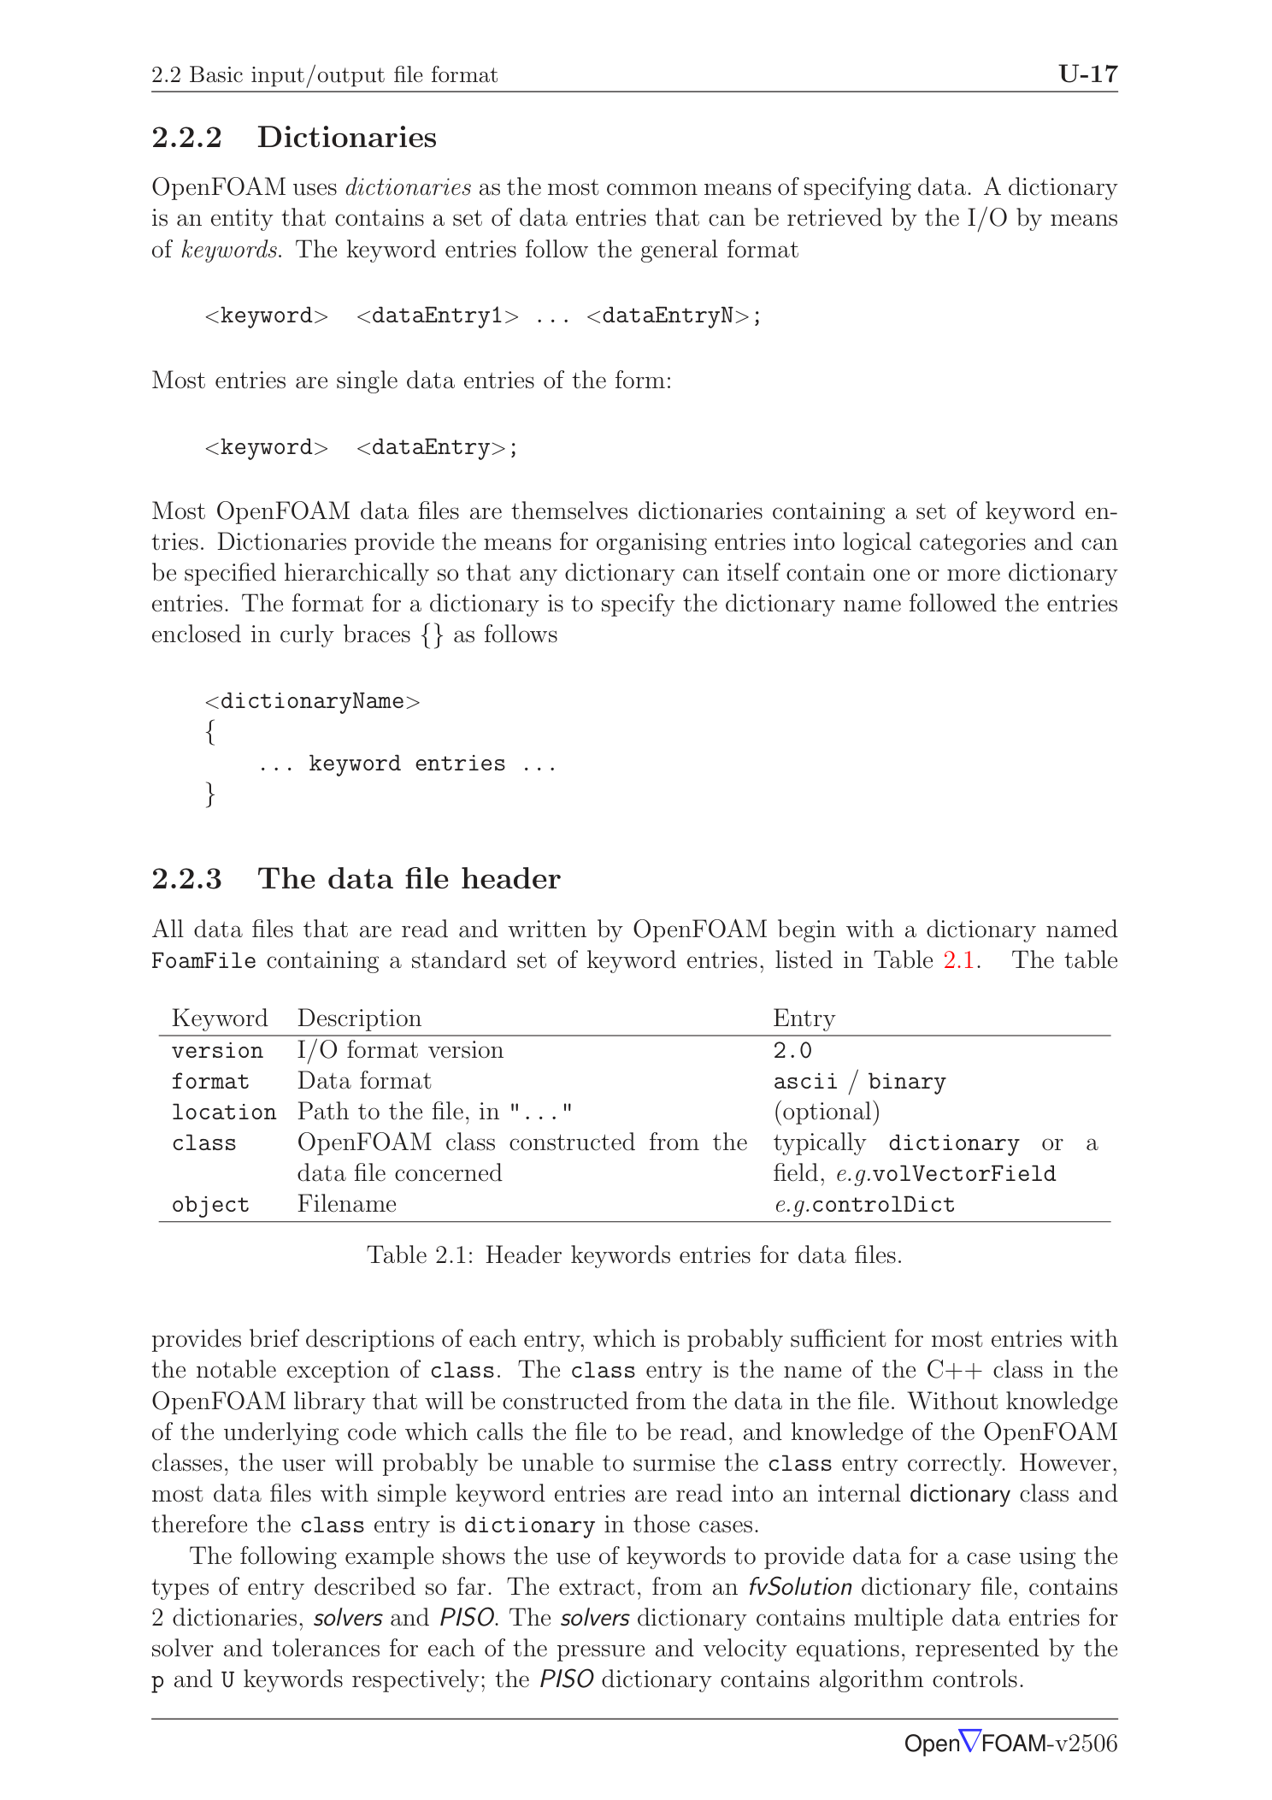 2.2 Basic input/output file format U-17
2.2.2 Dictionaries
OpenFOAM uses dictionaries as the most common means of specifying data. A dictionary
is an entity that contains a set of data entries that can be retrieved by the I/O by means
of keywords. The keyword entries follow the general format
<keyword> <dataEntry1> ... <dataEntryN>;
Most entries are single data entries of the form:
<keyword> <dataEntry>;
Most OpenFOAM data files are themselves dictionaries containing a set of keyword en-
tries. Dictionaries provide the means for organising entries into logical categories and can
be specified hierarchically so that any dictionary can itself contain one or more dictionary
entries. The format for a dictionary is to specify the dictionary name followed the entries
enclosed in curly braces {} as follows
<dictionaryName>
{
... keyword entries ...
}
2.2.3 The data file header
All data files that are read and written by OpenFOAM begin with a dictionary named
FoamFile containing a standard set of keyword entries, listed in Table 2.1. The table
Keyword Description Entry
version I/O format version 2.0
format Data format ascii / binary
location Path to the file, in "..." (optional)
class OpenFOAM class constructed from the typically dictionary or a
data file concerned field, e.g.volVectorField
object Filename e.g.controlDict
Table 2.1: Header keywords entries for data files.
provides brief descriptions of each entry, which is probably sufficient for most entries with
the notable exception of class. The class entry is the name of the C++ class in the
OpenFOAM library that will be constructed from the data in the file. Without knowledge
of the underlying code which calls the file to be read, and knowledge of the OpenFOAM
classes, the user will probably be unable to surmise the class entry correctly. However,
most data files with simple keyword entries are read into an internal dictionary class and
therefore the class entry is dictionary in those cases.
The following example shows the use of keywords to provide data for a case using the
types of entry described so far. The extract, from an fvSolution dictionary file, contains
2 dictionaries, solvers and PISO. The solvers dictionary contains multiple data entries for
solver and tolerances for each of the pressure and velocity equations, represented by the
p and U keywords respectively; the PISO dictionary contains algorithm controls.
Open∇FOAM-v2506